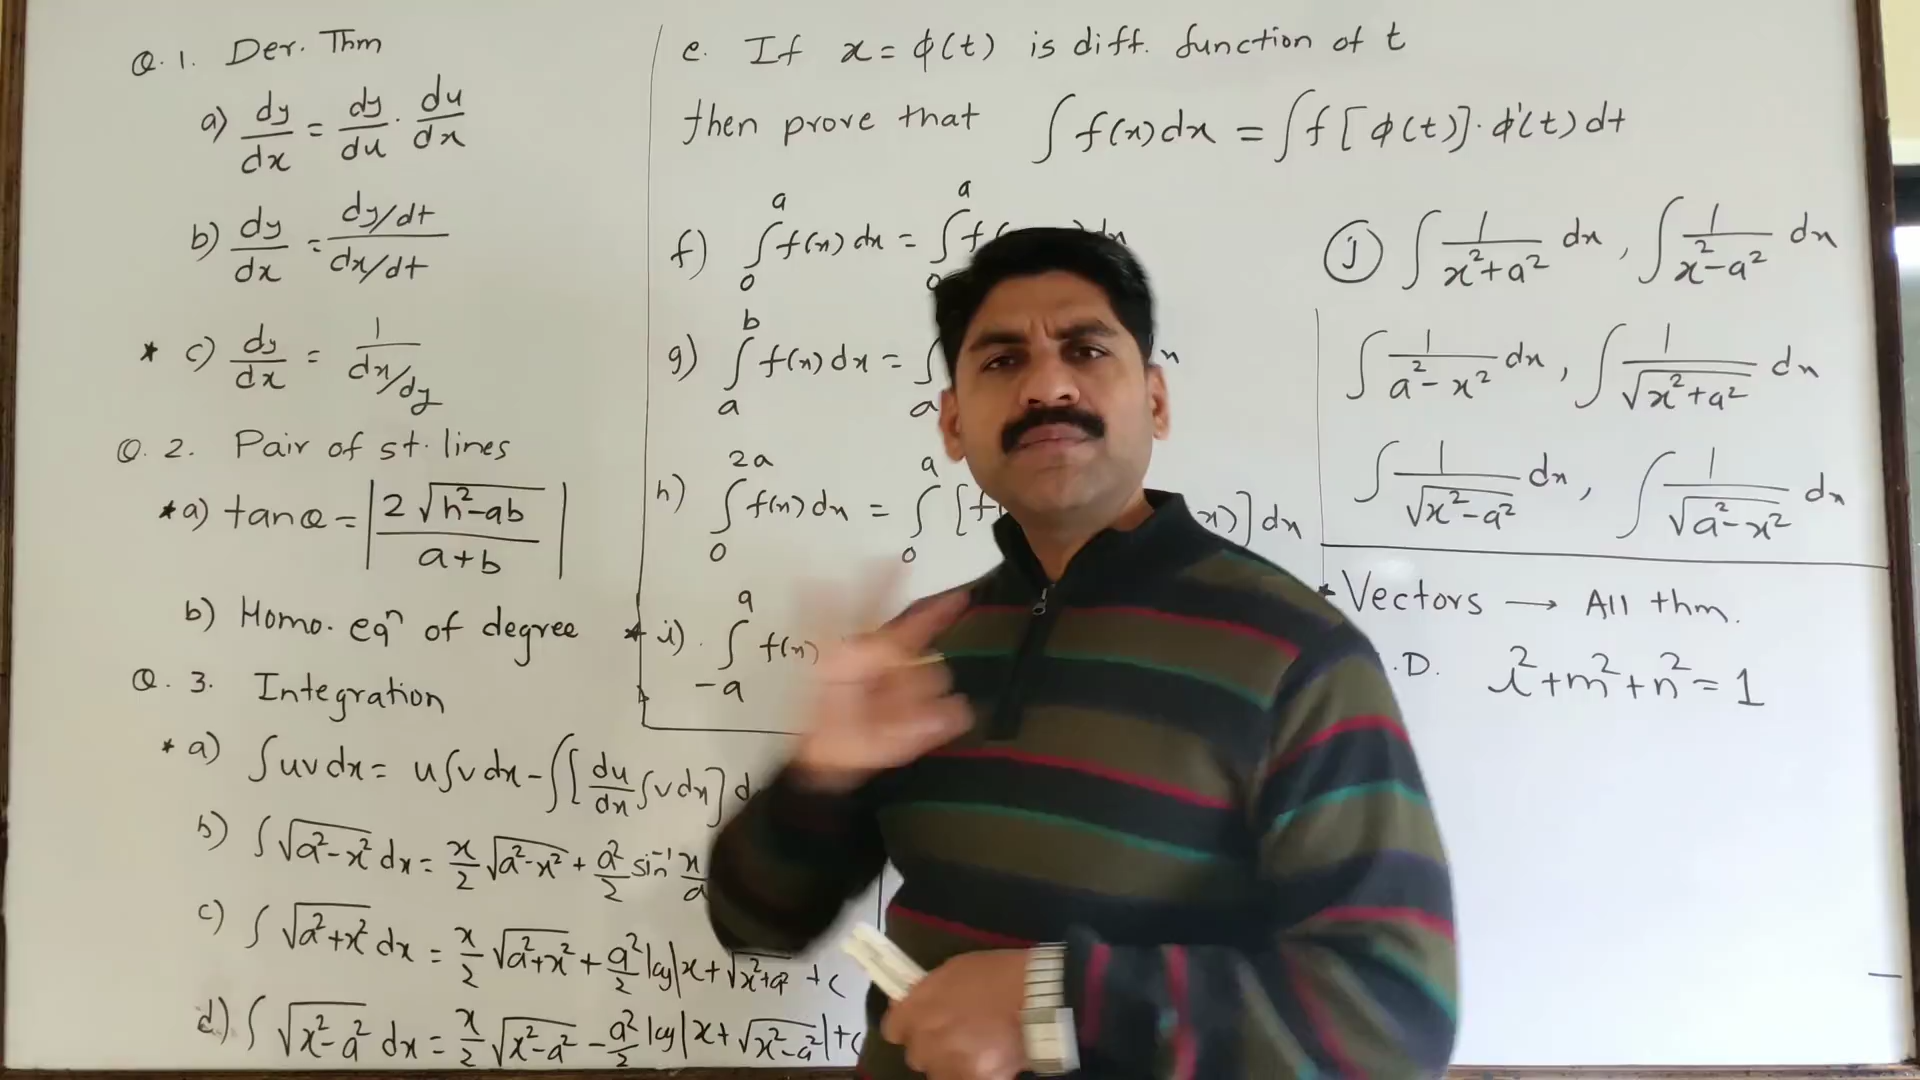 Q. 1. Der. Thm
a) dy/dx = dy/du · du/dx
b) dy/dx = (dy/dt)/(dx/dt)
* c) dy/dx = 1/(dx/dy)
Q. 2. Pair of st. lines
* a) tanθ = |2√(h²-ab)/(a+b)|
b) Homo. eqⁿ of degree
Q. 3. Integration
* a) ∫uv dx = u∫v dx - ∫[du/dx ∫v dx] d
b) ∫√(a²-x²) dx = x/2 √(a²-x²) + a²/2 sin⁻¹ x/a
c) ∫√(a²+x²) dx = x/2 √(a²+x²) + a²/2 log|x+√(x²+a²) + c
d) ∫√(x²-a²) dx = x/2 √(x²-a²) - a²/2 log|x+√(x²-a²)| + c
e. If x = ϕ(t) is diff. function of t
then prove that ∫f(x)dx = ∫f[ϕ(t)]·ϕ'(t)dt
f) ∫₀ᵃ f(x) dx = ∫₀ᵃ f( ) dx
g) ∫ₐᵇ f(x) dx = ∫ₐ x
h) ∫₀²ᵃ f(x) dx = ∫₀ᵃ [f x)] dx
* i) ∫₋ₐᵃ f(x)
(j) ∫1/(x²+a²) dx, ∫1/(x²-a²) dx
∫1/(a²-x²) dx, ∫1/√(x²+a²) dx
∫1/√(x²-a²) dx, ∫1/√(a²-x²) dx
* Vectors → All thm.
.D. l²+m²+n² = 1